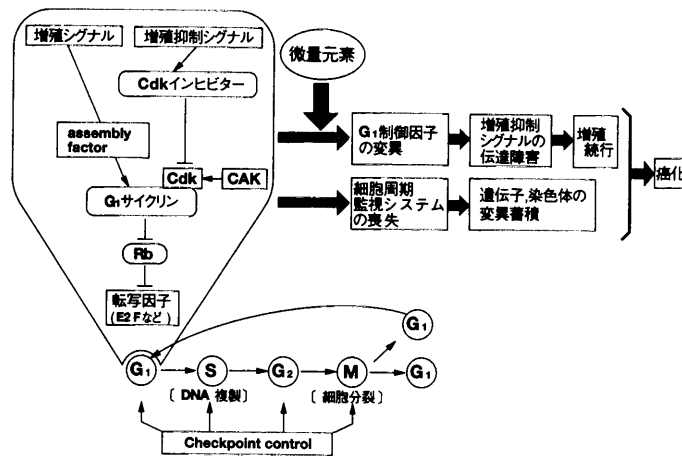 増殖シグナル
増殖抑制シグナル
Cdkインヒビター
assembly
factor
Cdk
CAK
G₁サイクリン
Rb
転写因子
(E2Fなど)
微量元素
G₁制御因子
の変異
増殖抑制
シグナルの
伝達障害
増殖
続行
細胞周期
監視システム
の喪失
遺伝子,染色体の
変異蓄積
癌化
G₁
G₁
S
G₂
M
G₁
〔 DNA 複製〕
〔 細胞分裂〕
Checkpoint control